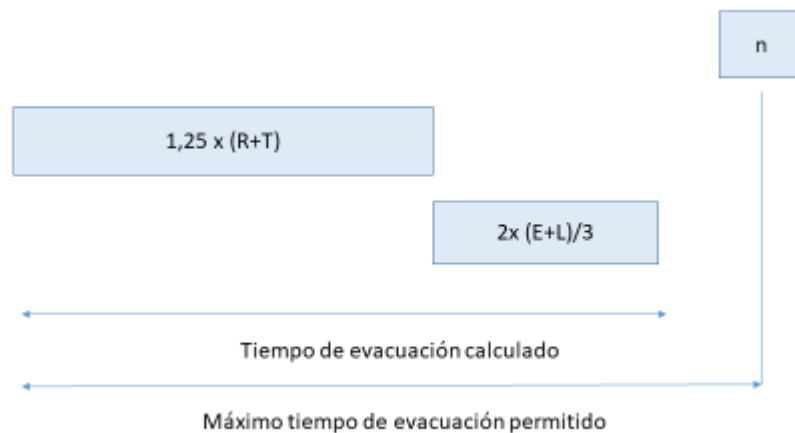 n
1,25 x (R+T)
2x (E+L)/3
Tiempo de evacuación calculado
Máximo tiempo de evacuación permitido